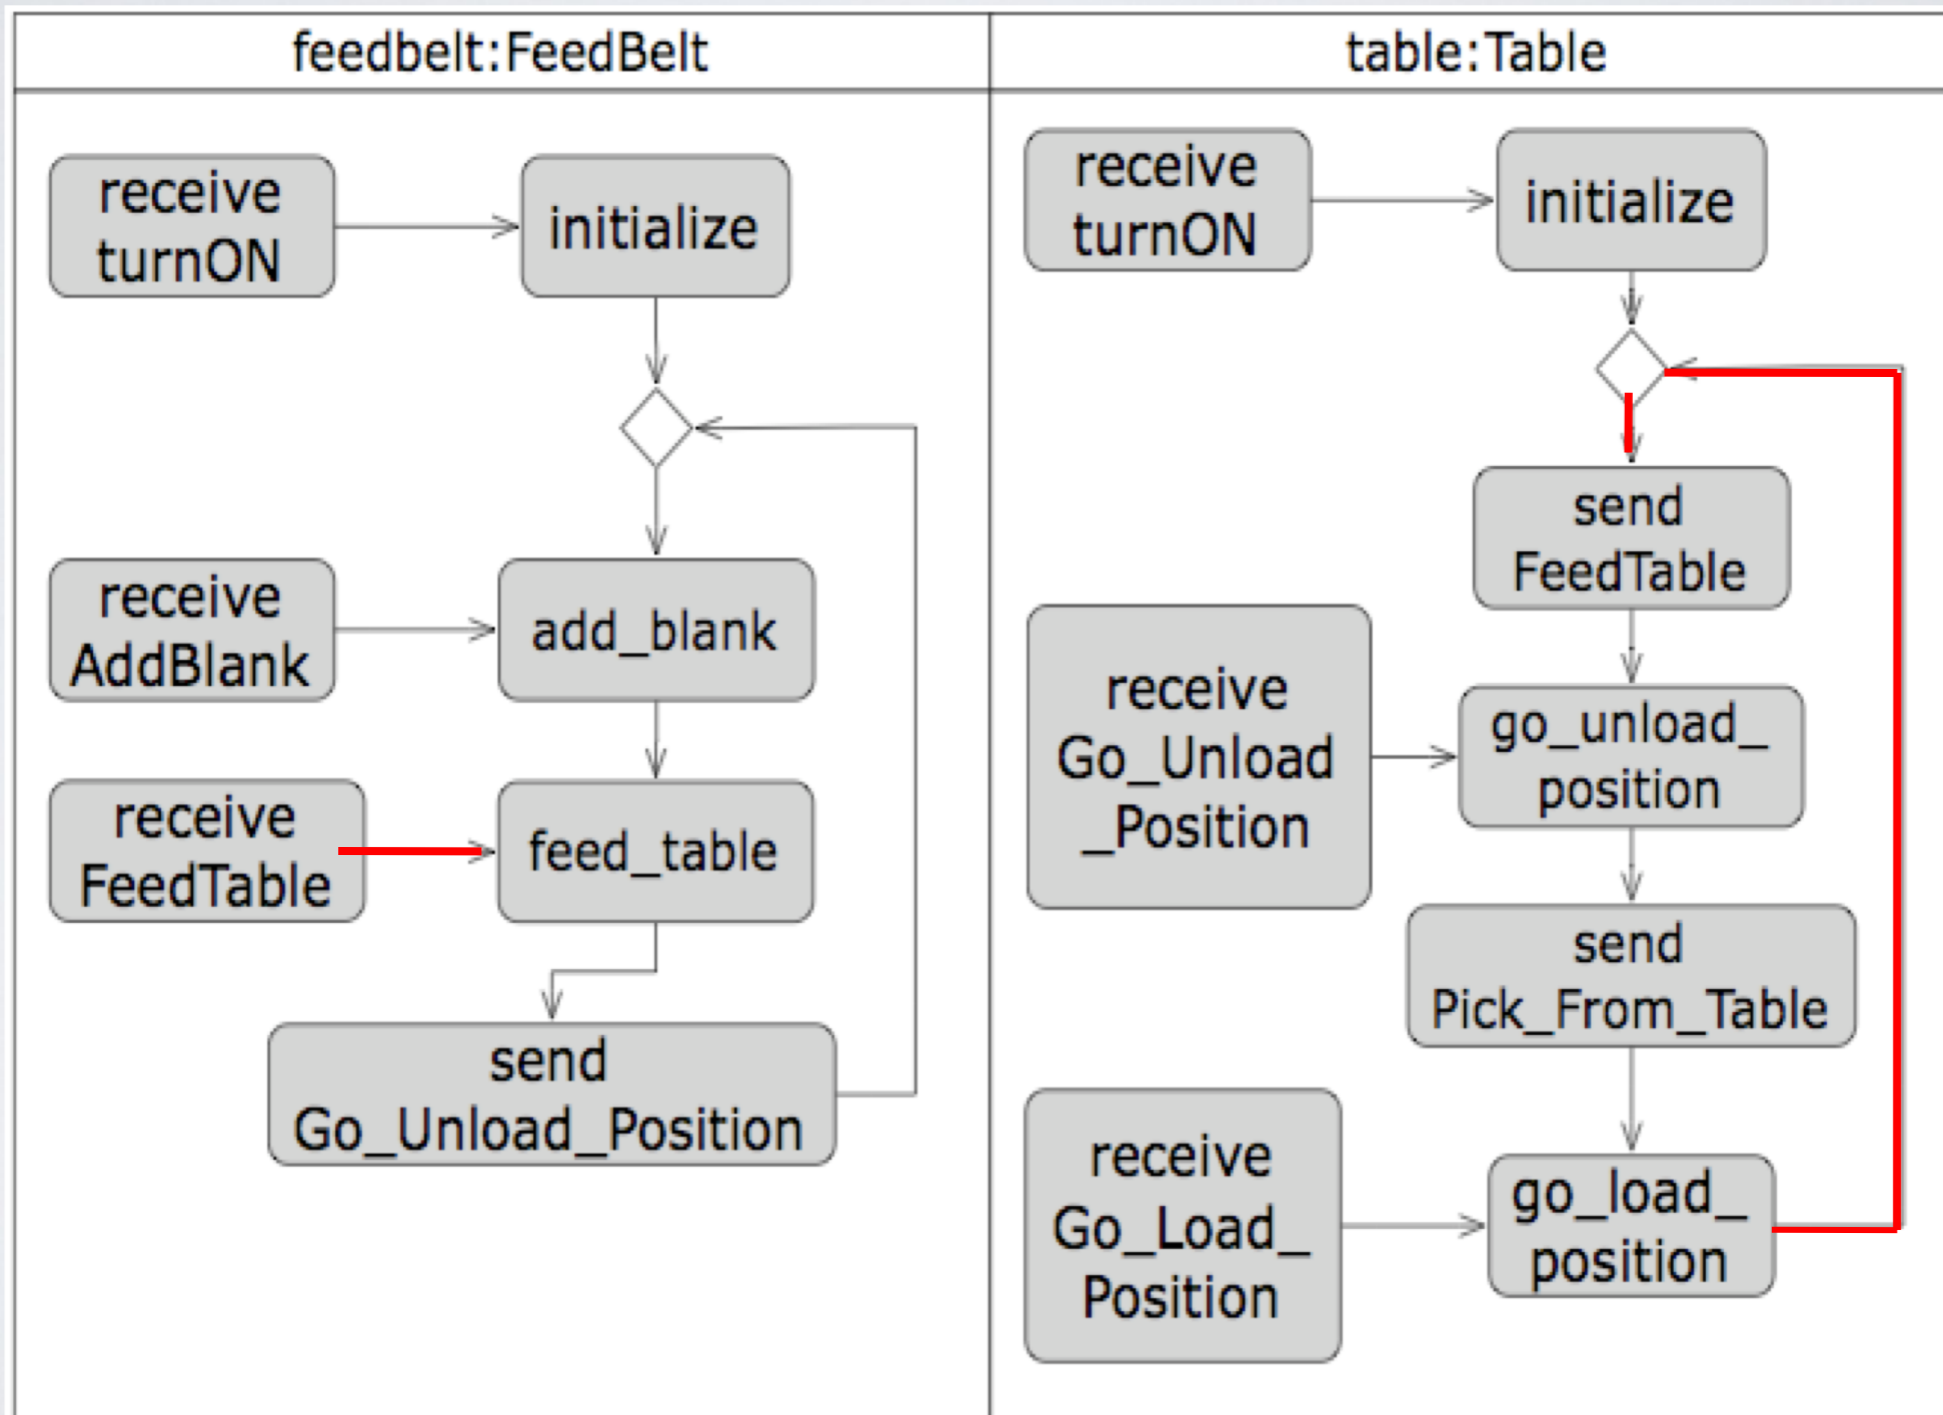 feedbelt:FeedBelt
receive
turnON
initialize
receive
AddBlank
add_blank
receive
FeedTable
feed_table
send
Go_Unload_Position
table:Table
receive
turnON
initialize
send
FeedTable
receive
Go_Unload
_Position
go_unload_
position
send
Pick_From_Table
receive
Go_Load_
Position
go_load_
position